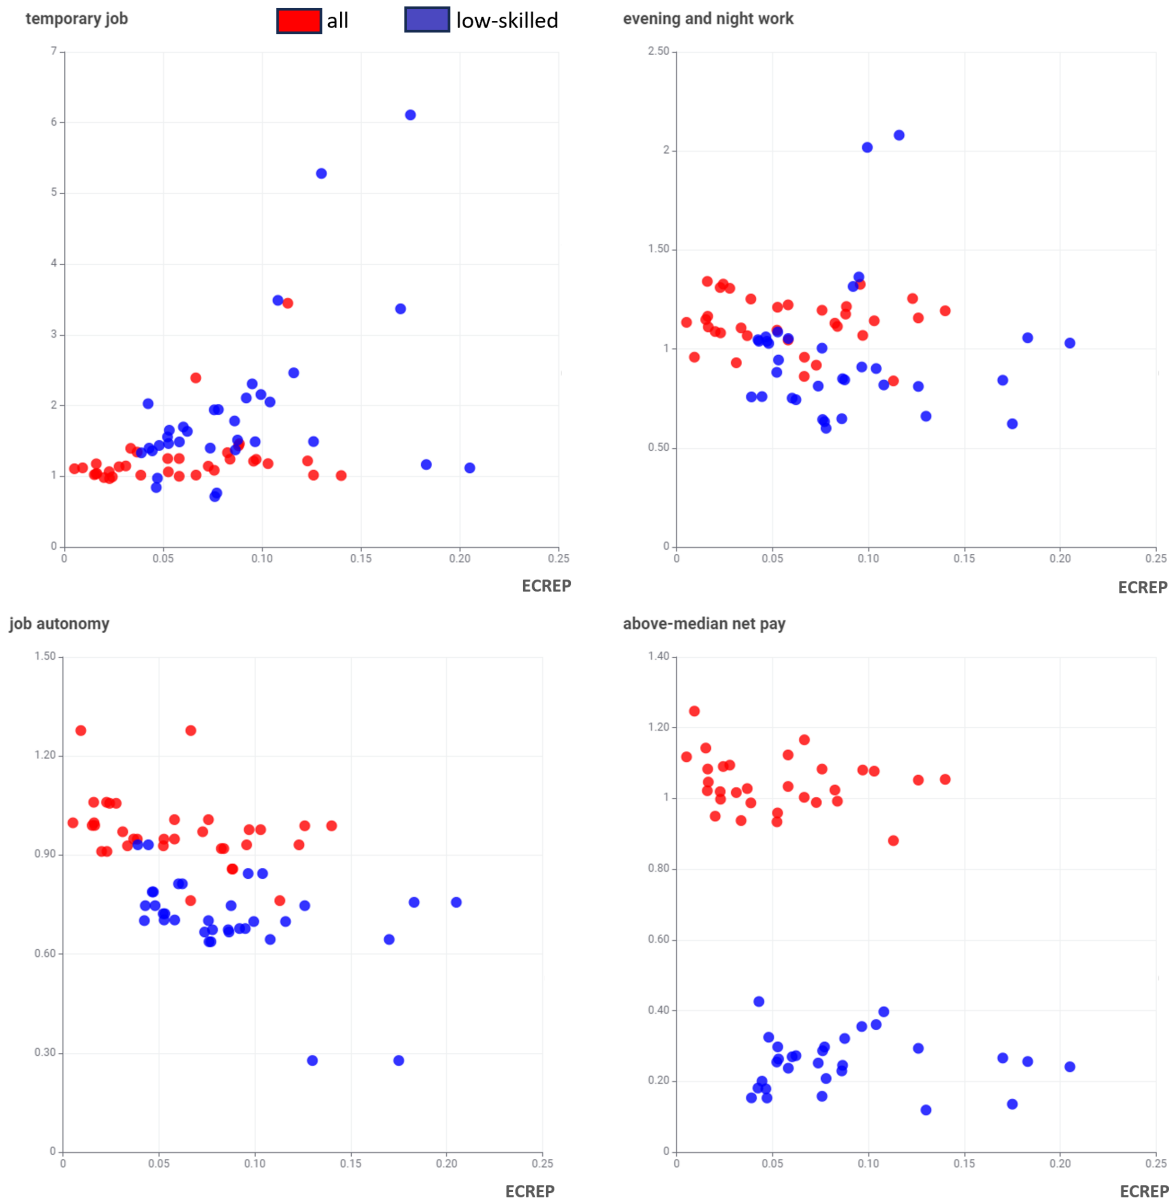 temporary job
all
low-skilled
7
6
5
4
3
2
1
0
0 0.05 0.10 0.15 0.20 0.25
ECREP
evening and night work
2.50
2
1.50
1
0.50
0
0 0.05 0.10 0.15 0.20 0.25
ECREP
job autonomy
1.50
1.20
0.90
0.60
0.30
0
0 0.05 0.10 0.15 0.20 0.25
ECREP
above-median net pay
1.40
1.20
1
0.80
0.60
0.40
0.20
0
0 0.05 0.10 0.15 0.20 0.25
ECREP